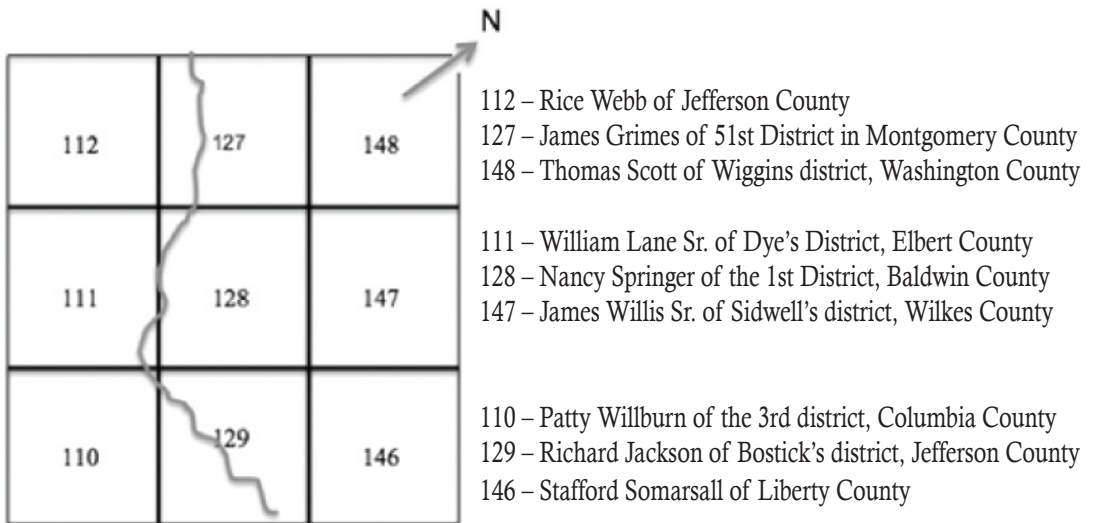 N
112
127
148
111
128
147
110
129
146
112 – Rice Webb of Jefferson County
127 – James Grimes of 51st District in Montgomery County
148 – Thomas Scott of Wiggins district, Washington County
111 – William Lane Sr. of Dye’s District, Elbert County
128 – Nancy Springer of the 1st District, Baldwin County
147 – James Willis Sr. of Sidwell’s district, Wilkes County
110 – Patty Willburn of the 3rd district, Columbia County
129 – Richard Jackson of Bostick’s district, Jefferson County
146 – Stafford Somarsall of Liberty County